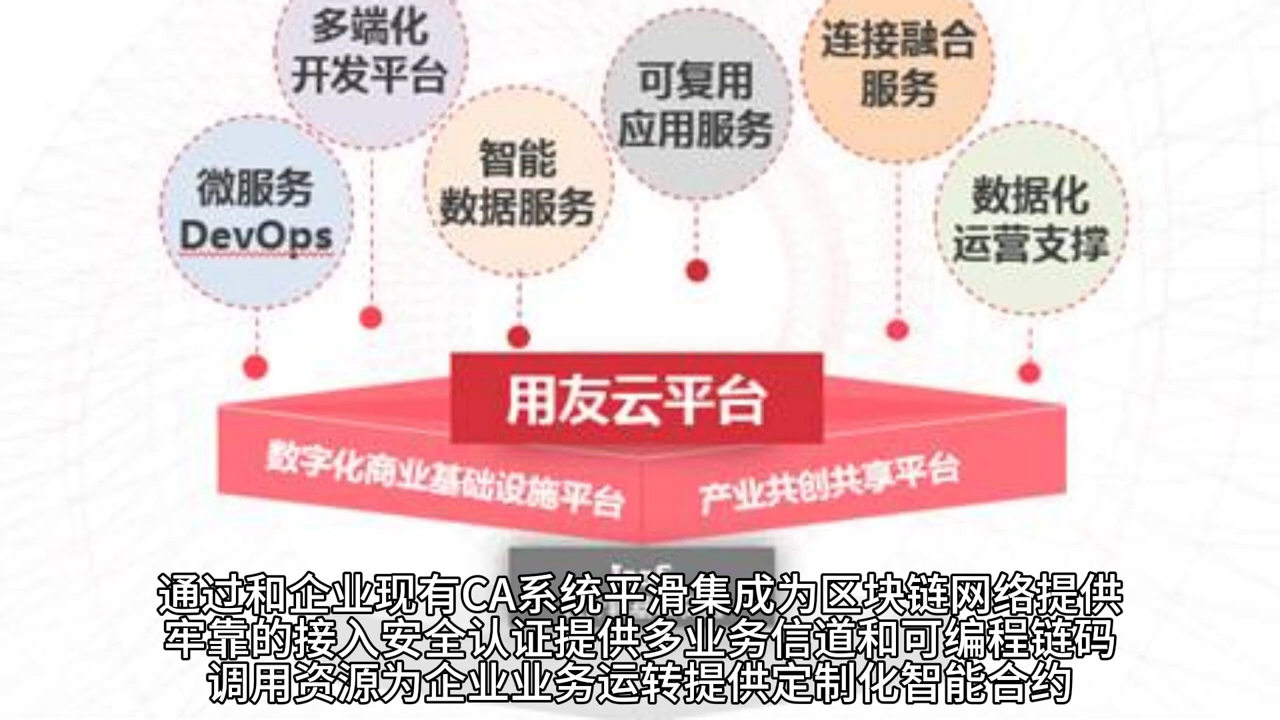 多端化
开发平台
连接融合
服务
可复用
应用服务
智能
数据服务
微服务
DevOps
数据化
运营支撑
用友云平台
数字化商业基础设施平台
产业共创共享平台
通过和企业现有CA系统平滑集成为区块链网络提供
牢靠的接入安全认证提供多业务信道和可编程链码
调用资源为企业业务运转提供定制化智能合约